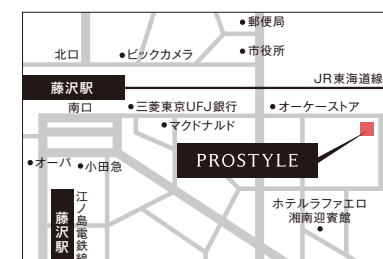 ●郵便局
北口
●ビックカメラ
●市役所
JR東海道線
藤沢駅
南口
●三菱東京UFJ銀行
●オーケーストア
●マクドナルド
●オーパ
●小田急
PROSTYLE
江ノ島電鉄線
藤沢駅
ホテルラファエロ
湘南迎賓館
●